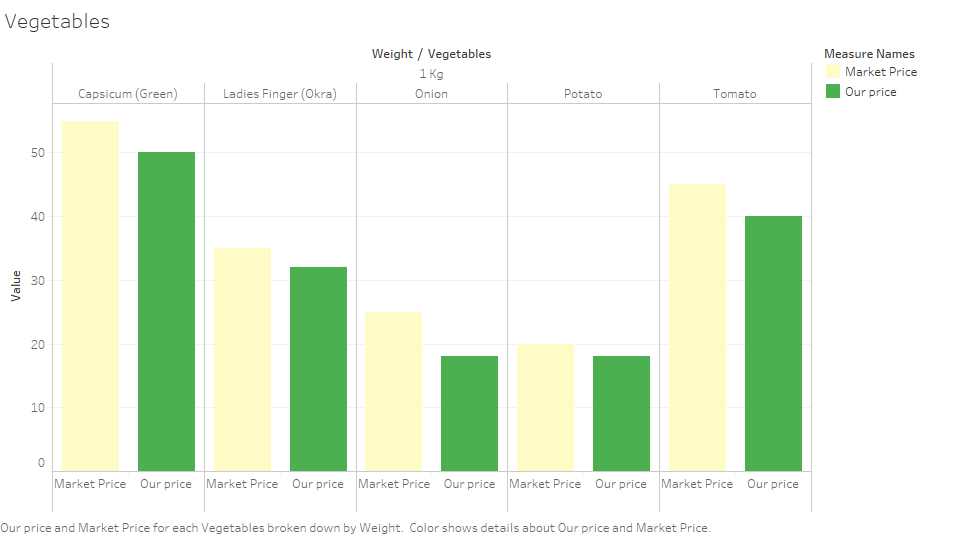 Vegetables
Weight / Vegetables
Measure Names
1 Kg
Market Price
Our price
Capsicum (Green) Ladies Finger (Okra) Onion Potato Tomato
50
40
30
20
10
0
Value
Market Price Our price Market Price Our price Market Price Our price Market Price Our price Market Price Our price
Our price and Market Price for each Vegetables broken down by Weight. Color shows details about Our price and Market Price.